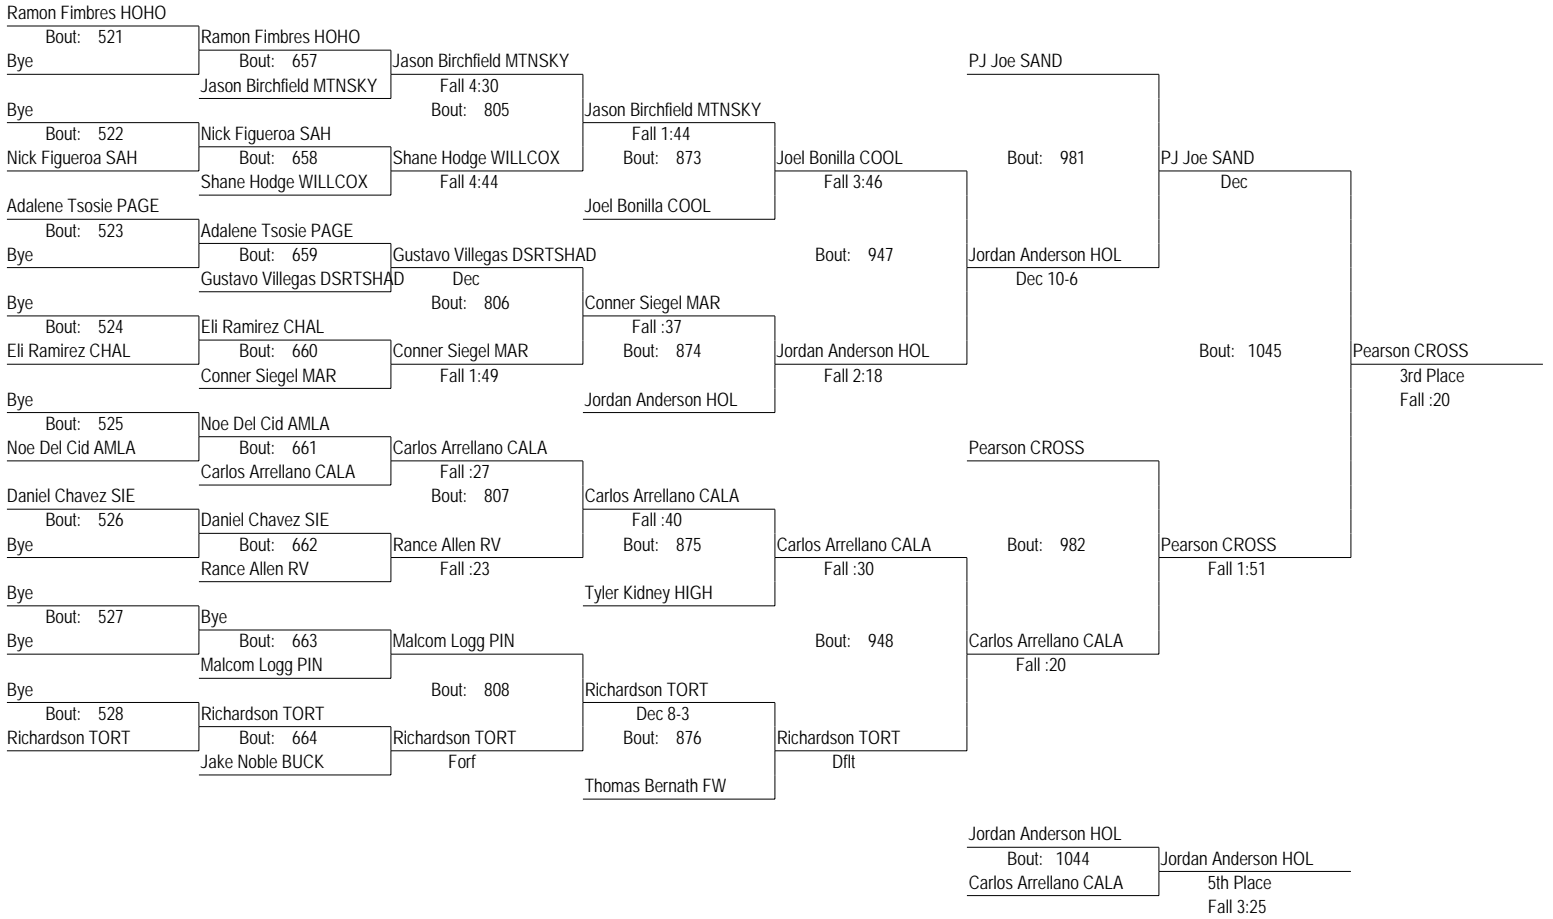 Ramon Fimbres HOHO
Bout: 521
Bye
Bye
Bout: 522
Nick Figueroa SAH
Adalene Tsosie PAGE
Bout: 523
Bye
Bye
Bout: 524
Eli Ramirez CHAL
Bye
Bout: 525
Noe Del Cid AMLA
Daniel Chavez SIE
Bout: 526
Bye
Bye
Bout: 527
Bye
Bye
Bout: 528
Richardson TORT
Ramon Fimbres HOHO
Bout: 657
Jason Birchfield MTNSKY
Nick Figueroa SAH
Bout: 658
Shane Hodge WILLCOX
Adalene Tsosie PAGE
Bout: 659
Gustavo Villegas DSRTSHAD
Eli Ramirez CHAL
Bout: 660
Conner Siegel MAR
Noe Del Cid AMLA
Bout: 661
Carlos Arrellano CALA
Daniel Chavez SIE
Bout: 662
Rance Allen RV
Bye
Bout: 663
Malcom Logg PIN
Richardson TORT
Bout: 664
Jake Noble BUCK
Jason Birchfield MTNSKY
Fall 4:30
Bout: 805
Shane Hodge WILLCOX
Fall 4:44
Gustavo Villegas DSRTSHAD
Dec
Bout: 806
Conner Siegel MAR
Fall 1:49
Carlos Arrellano CALA
Fall :27
Bout: 807
Rance Allen RV
Fall :23
Malcom Logg PIN
Bout: 808
Richardson TORT
Forf
Jason Birchfield MTNSKY
Fall 1:44
Bout: 873
Joel Bonilla COOL
Conner Siegel MAR
Fall :37
Bout: 874
Jordan Anderson HOL
Carlos Arrellano CALA
Fall :40
Bout: 875
Tyler Kidney HIGH
Richardson TORT
Dec 8-3
Bout: 876
Thomas Bernath FW
Joel Bonilla COOL
Fall 3:46
Bout: 947
Jordan Anderson HOL
Fall 2:18
Carlos Arrellano CALA
Fall :30
Bout: 948
Richardson TORT
Dflt
PJ Joe SAND
Bout: 981
Jordan Anderson HOL
Dec 10-6
Pearson CROSS
Bout: 982
Carlos Arrellano CALA
Fall :20
PJ Joe SAND
Dec
Bout: 1045
Pearson CROSS
Fall 1:51
Pearson CROSS
3rd Place
Fall :20
Jordan Anderson HOL
Bout: 1044
Carlos Arrellano CALA
Jordan Anderson HOL
5th Place
Fall 3:25